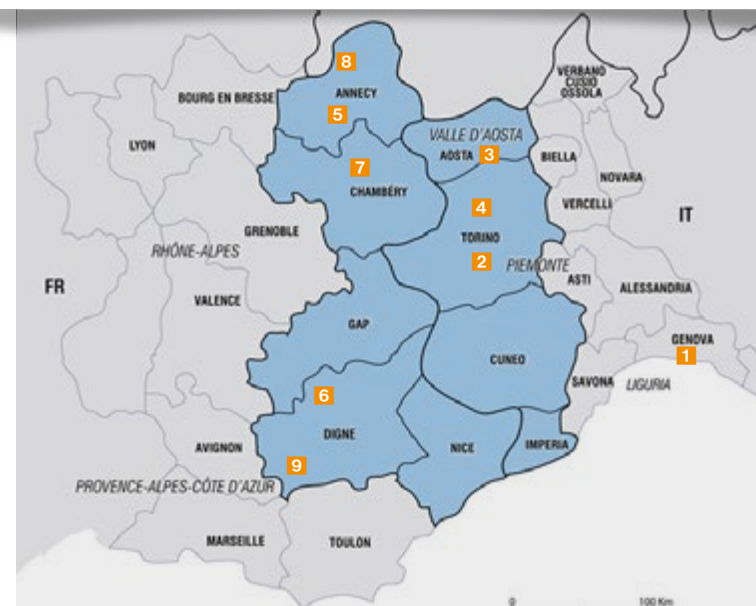 8
VERBANO
CUSIO
OSSOLA
BOURG EN BRESSE
ANNECY
5
LYON
VALLE D'AOSTA
AOSTA
3
BIELLA
7
CHAMBÉRY
NOVARA
VERCELLI
4
IT
GRENOBLE
TORINO
RHÔNE-ALPES
2
PIEMONTE
ASTI
FR
VALENCE
ALESSANDRIA
GAP
GENOVA
1
CUNEO
SAVONA
LIGURIA
6
DIGNE
AVIGNON
NICE
IMPERIA
9
PROVENCE-ALPES-CÔTE D'AZUR
MARSEILLE
TOULON
0
100 Km